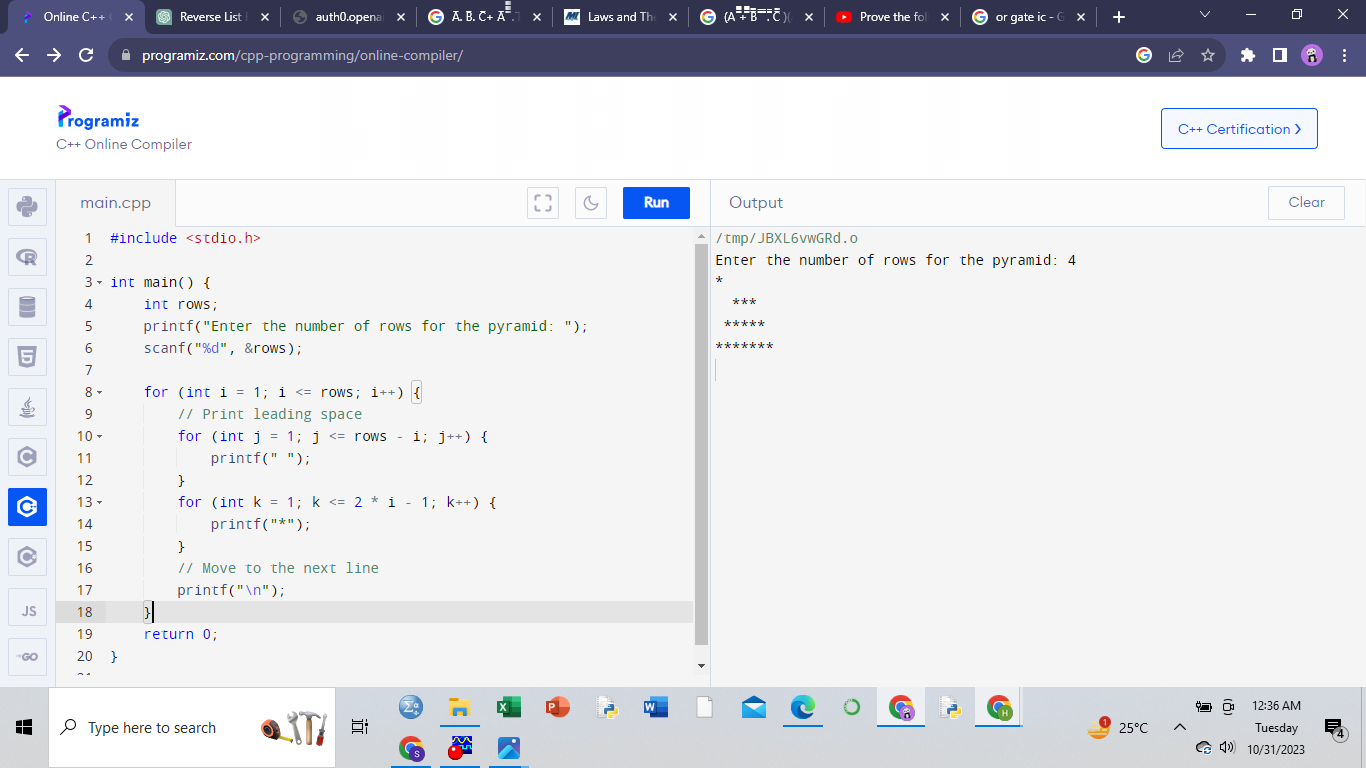 Online C++ C
Reverse List
auth0.opena
A. B. C+ A .T
Laws and The
(A + B . C )(
Prove the fol
or gate ic - G
programiz.com/cpp-programming/online-compiler/
Programiz
C++ Online Compiler
C++ Certification
main.cpp
Run
Output
Clear
1 #include <stdio.h>
2
3 int main() {
4     int rows;
5     printf("Enter the number of rows for the pyramid: ");
6     scanf("%d", &rows);
7
8     for (int i = 1; i <= rows; i++) {
9         // Print leading space
10         for (int j = 1; j <= rows - i; j++) {
11             printf(" ");
12         }
13         for (int k = 1; k <= 2 * i - 1; k++) {
14             printf("*");
15         }
16         // Move to the next line
17         printf("\n");
18     }
19     return 0;
20 }
/tmp/JBXL6vwGRd.o
Enter the number of rows for the pyramid: 4
*
  ***
 *****
*******
JS
GO
Type here to search
1
25°C
12:36 AM
Tuesday
10/31/2023
4